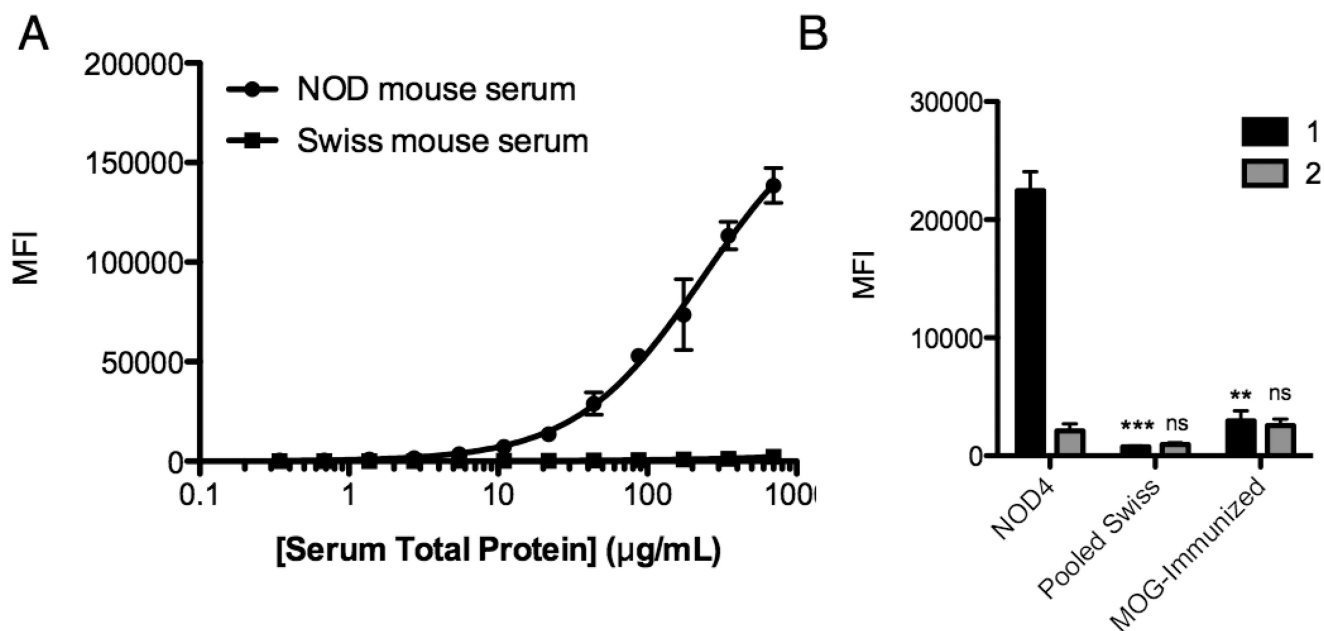 A
200000
150000
100000
50000
0
MFI
NOD mouse serum
Swiss mouse serum
0.1
1
10
100
[Serum Total Protein] (µg/mL)
B
30000
20000
10000
0
MFI
1
2
*** ns
** ns
NOD4
Pooled Swiss
MOG-Immunized